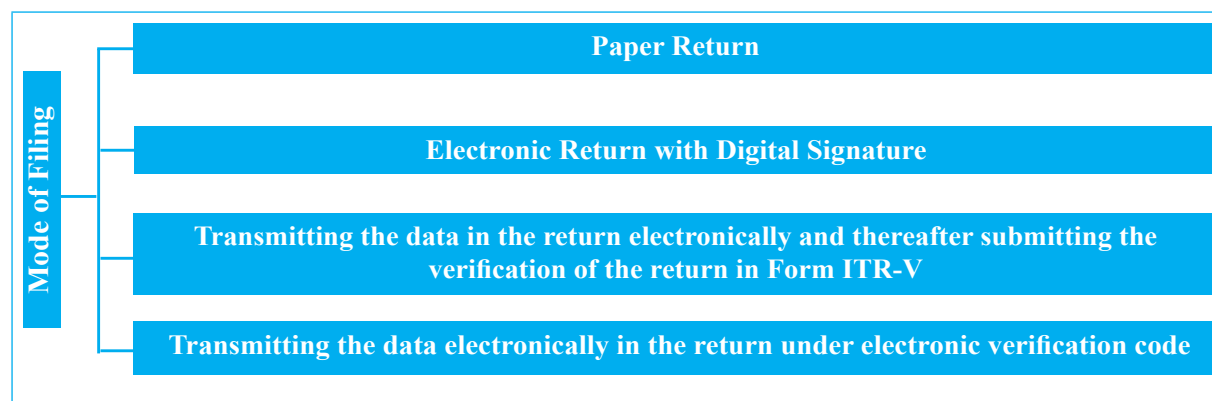 Mode of Filing
Paper Return
Electronic Return with Digital Signature
Transmitting the data in the return electronically and thereafter submitting the
verification of the return in Form ITR-V
Transmitting the data electronically in the return under electronic verification code